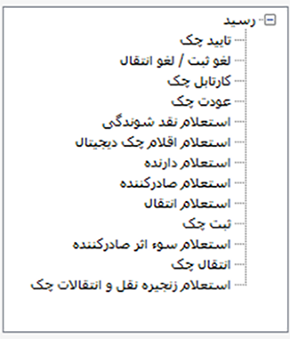 رسید
تایید چک
لغو ثبت / لغو انتقال
کارتابل چک
عودت چک
استعلام نقد شوندگی
استعلام اقلام چک دیجیتال
استعلام دارنده
استعلام صادرکننده
استعلام انتقال
ثبت چک
استعلام سوء اثر صادرکننده
انتقال چک
استعلام زنجیره نقل و انتقالات چک